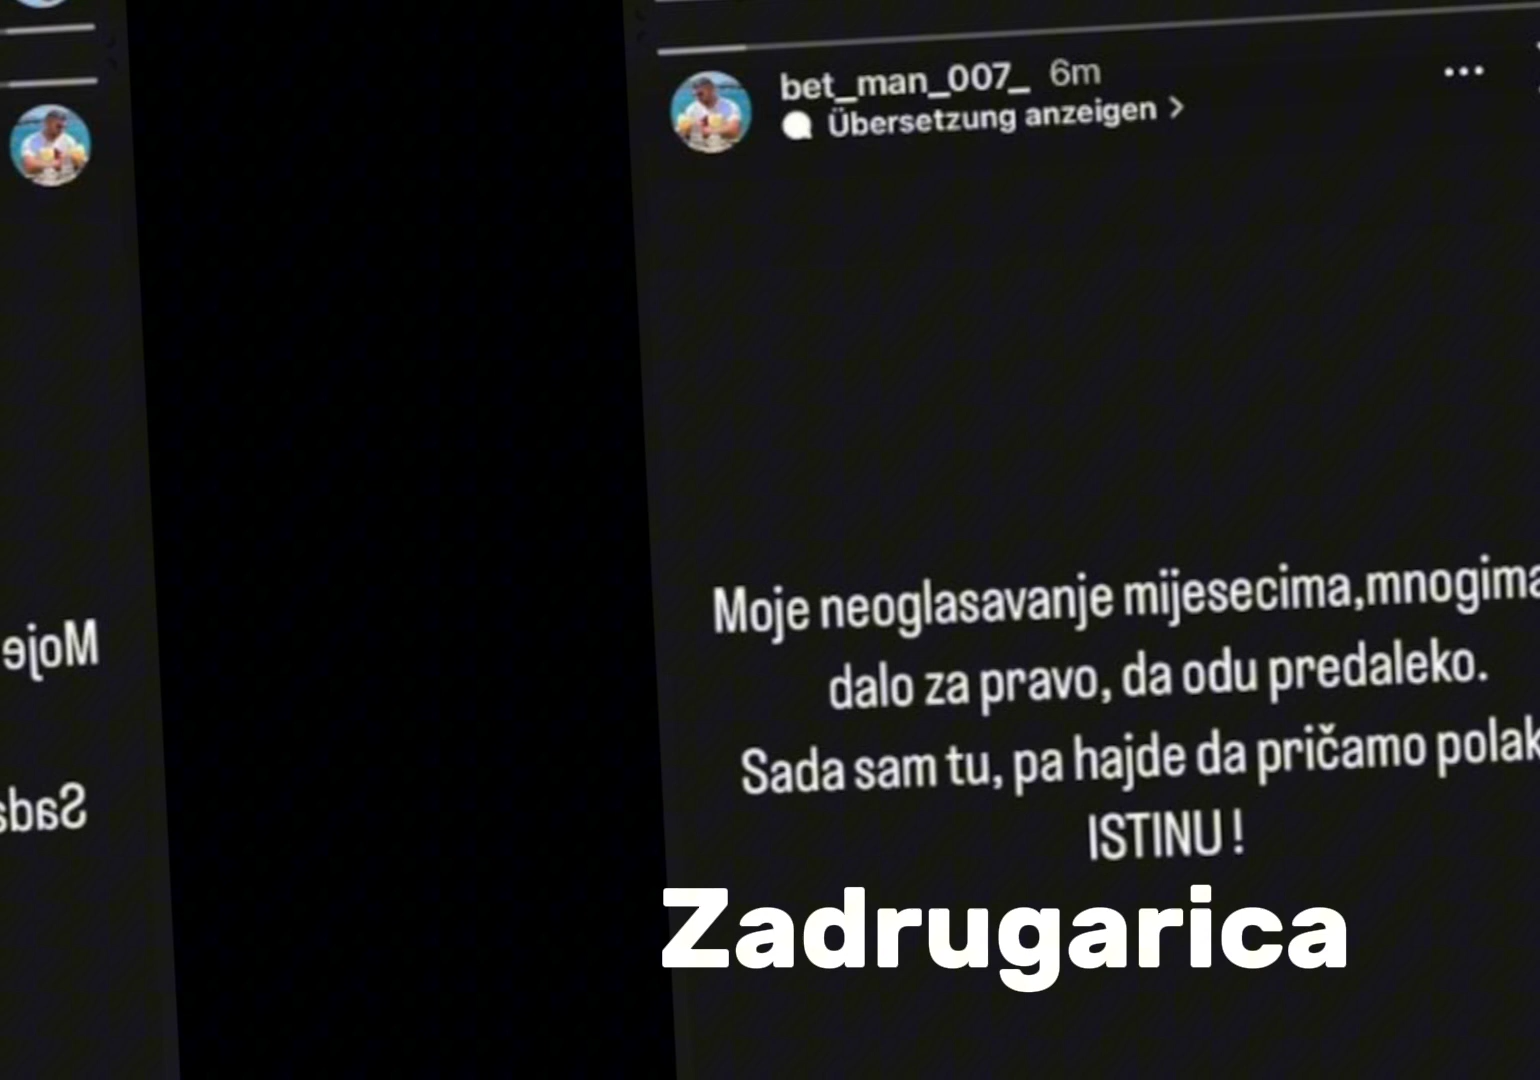 bet_man_007_ 6m
Übersetzung anzeigen >
Moje neoglasavanje mijesecima,mnogima
dalo za pravo, da odu predaleko.
Sada sam tu, pa hajde da pričamo polak
ISTINU !
Zadrugarica
Moje
Sada